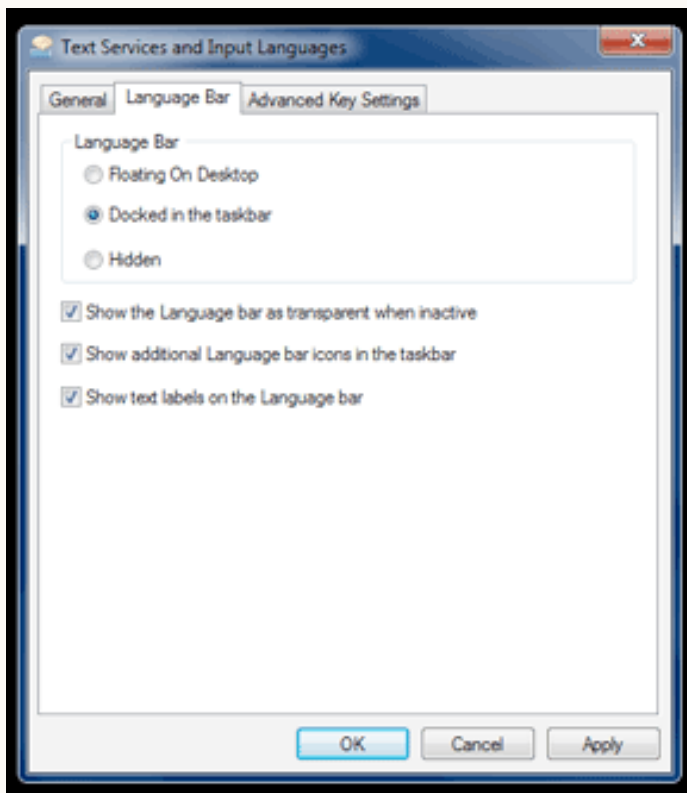 Text Services and Input Languages
General Language Bar Advanced Key Settings
Language Bar
Floating On Desktop
Docked in the taskbar
Hidden
Show the Language bar as transparent when inactive
Show additional Language bar icons in the taskbar
Show text labels on the Language bar
OK Cancel Apply